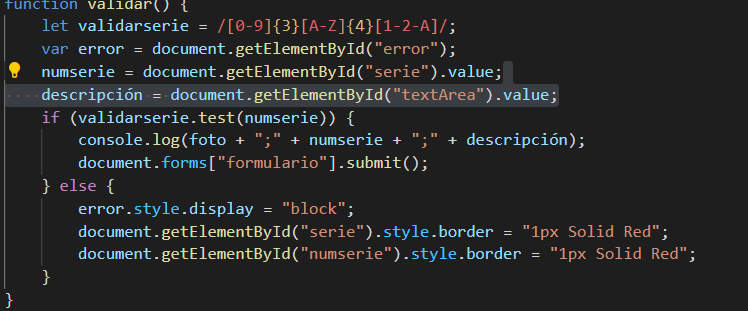 function validar() {
let validarserie = /[0-9]{3}[A-Z]{4}[1-2-A]/;
var error = document.getElementById("error");
numserie = document.getElementById("serie").value;
descripción = document.getElementById("textArea").value;
if (validarserie.test(numserie)) {
console.log(foto + ";" + numserie + ";" + descripción);
document.forms["formulario"].submit();
} else {
error.style.display = "block";
document.getElementById("serie").style.border = "1px Solid Red";
document.getElementById("numserie").style.border = "1px Solid Red";
}
}